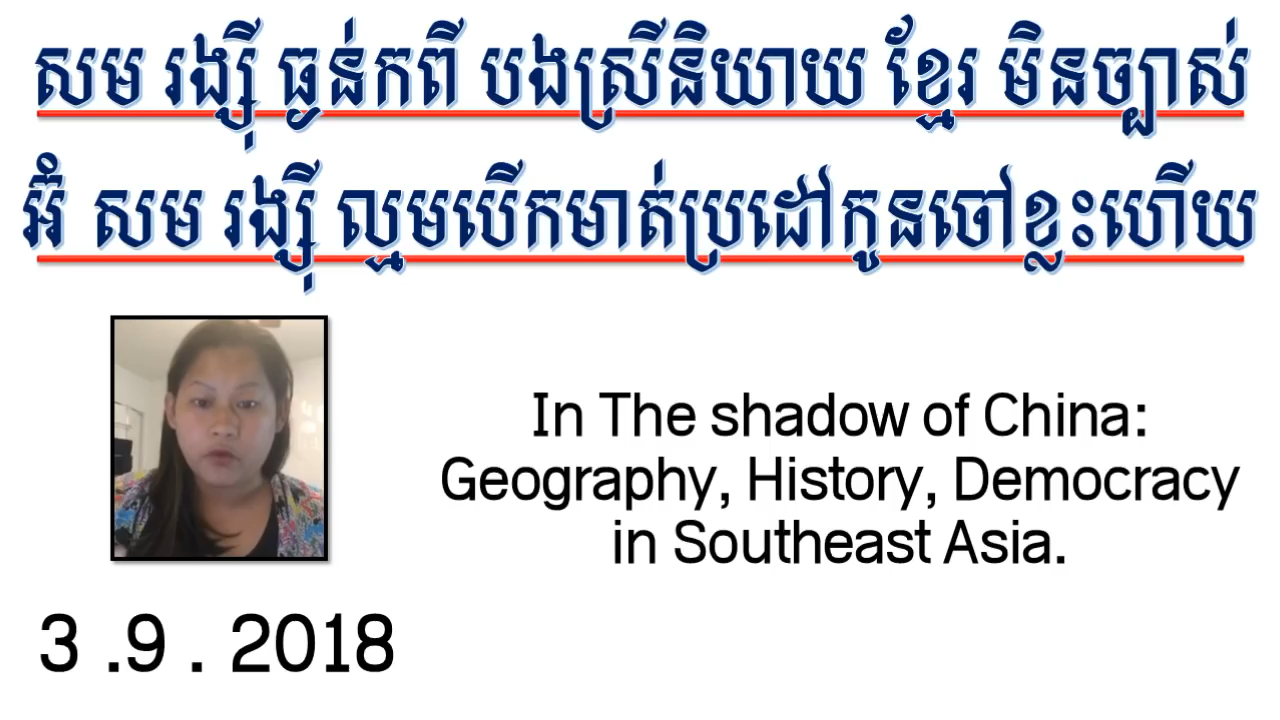 សម រង្ស៊ី ធ្ងន់កពី បងស្រីនិយាយ ខ្មែរ មិនច្បាស់
អ៊ំ សម រង្ស៊ី ល្មមបើកមាត់ប្រដៅកូនចៅខ្លះហើយ
In The shadow of China:
Geography, History, Democracy
in Southeast Asia.
3 .9 . 2018